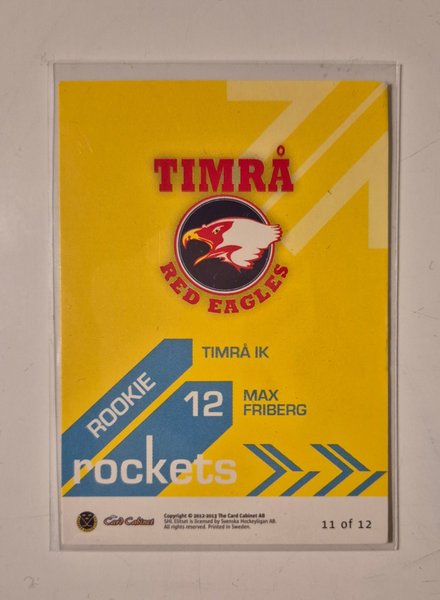 TIMRÅ
RED EAGLES
TIMRÅ IK
ROOKIE
12
MAX
FRIBERG
rockets
Card Cabinet
Copyright © 2012-2013 The Card Cabinet AB
SHL Elitset is licensed by Svenska Hockeyligan AB.
All rights reserved. Printed in Sweden.
11 of 12